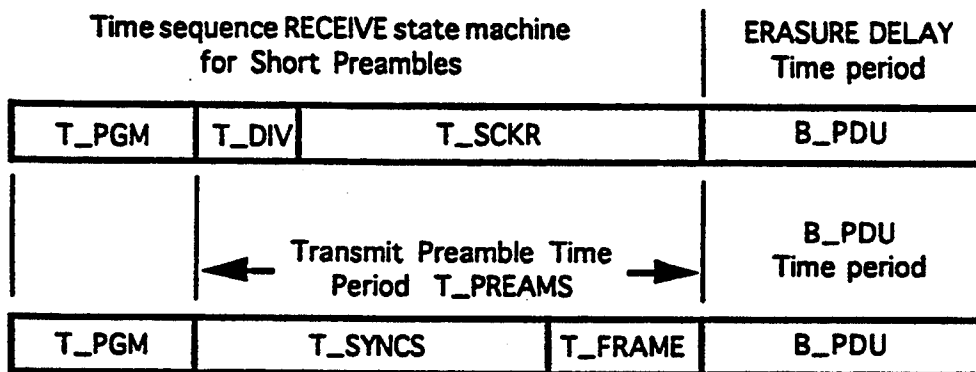 Time sequence RECEIVE state machine
for Short Preambles
ERASURE DELAY
Time period
T_PGM
T_DIV
T_SCKR
B_PDU
Transmit Preamble Time
Period T_PREAMS
B_PDU
Time period
T_PGM
T_SYNCS
T_FRAME
B_PDU